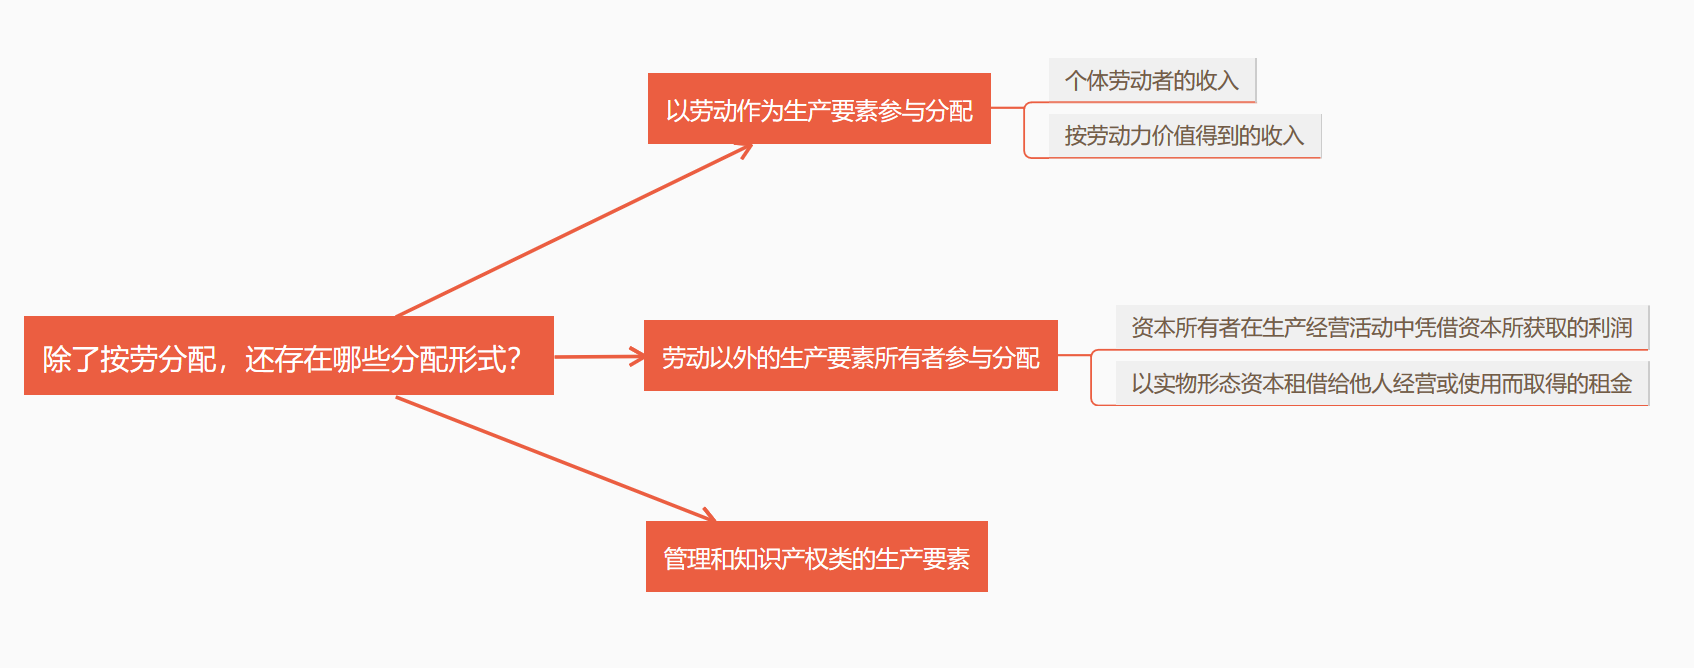 除了按劳分配，还存在哪些分配形式？
以劳动作为生产要素参与分配
个体劳动者的收入
按劳动力价值得到的收入
劳动以外的生产要素所有者参与分配
资本所有者在生产经营活动中凭借资本所获取的利润
以实物形态资本租借给他人经营或使用而取得的租金
管理和知识产权类的生产要素